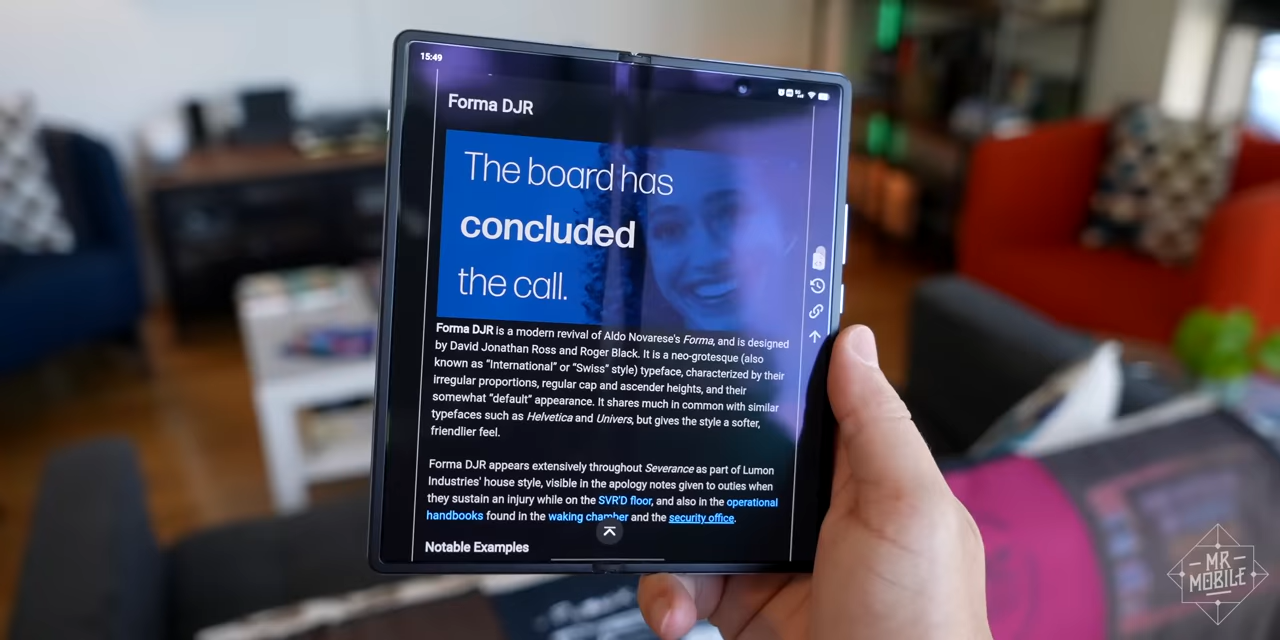 15:49
Forma DJR
The board has
concluded
the call.
Forma DJR is a modern revival of Aldo Novarese's Forma, and is designed
by David Jonathan Ross and Roger Black. It is a neo-grotesque (also
known as “International” or “Swiss” style) typeface, characterized by their
irregular proportions, regular cap and ascender heights, and their
somewhat “default” appearance. It shares much in common with similar
typefaces such as Helvetica and Univers, but gives the style a softer,
friendlier feel.
Forma DJR appears extensively throughout Severance as part of Lumon
Industries' house style, visible in the apology notes given to outies when
they sustain an injury while on the SVR'D floor, and also in the operational
handbooks found in the waking chamber and the security office.
Notable Examples
MR
MOBILE